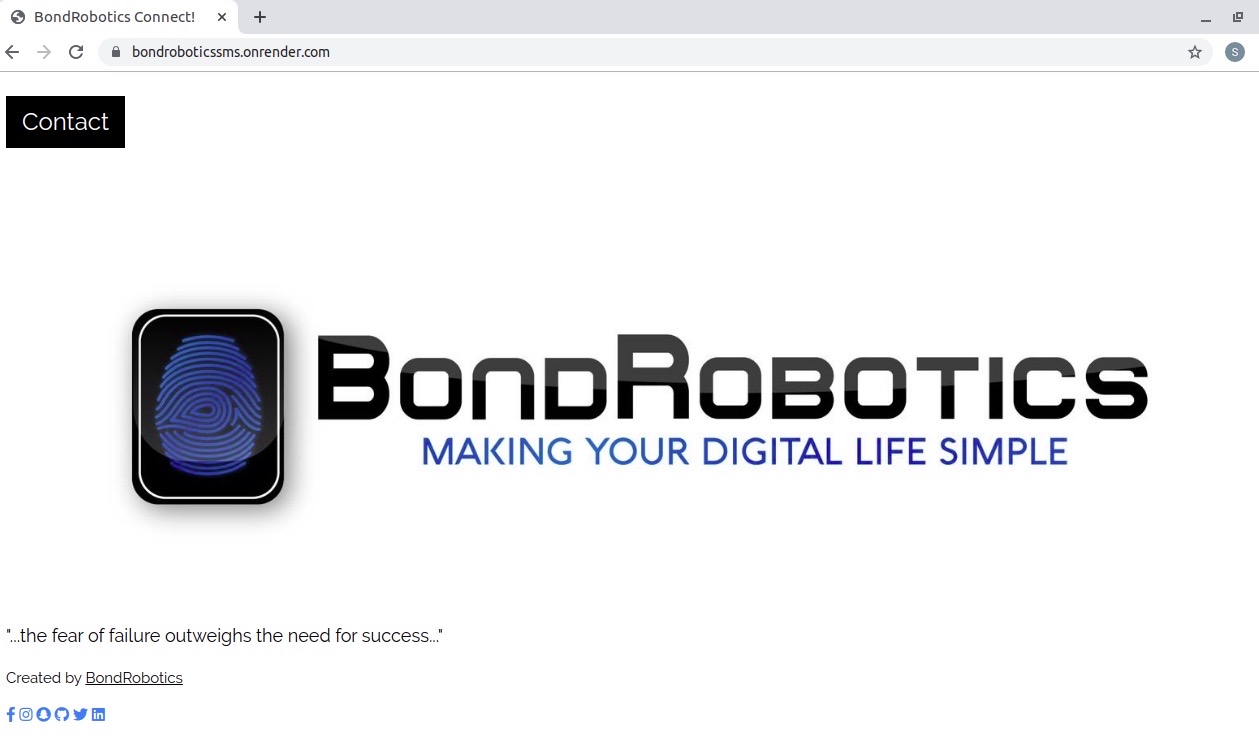 BondRobotics Connect!
bondroboticssms.onrender.com
S
Contact
BONDROBOTICS
MAKING YOUR DIGITAL LIFE SIMPLE
"...the fear of failure outweighs the need for success..."
Created by BondRobotics